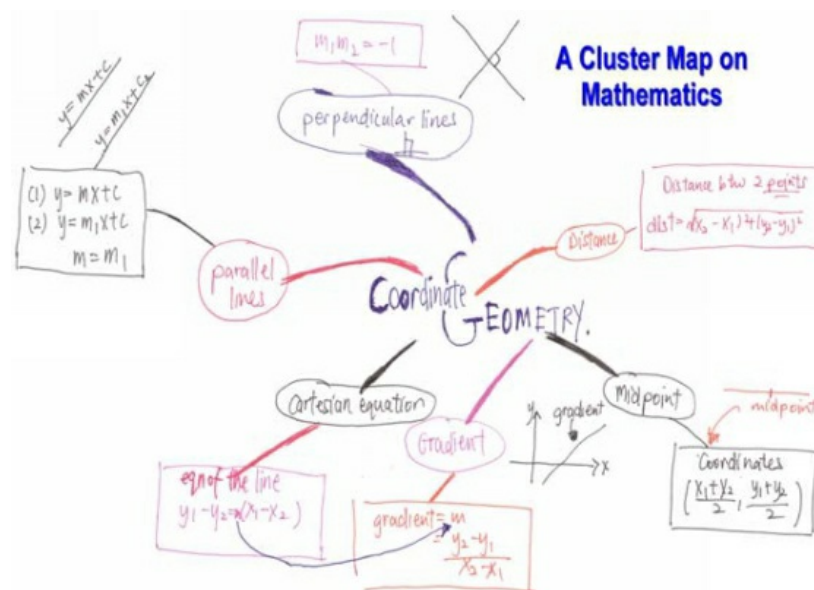 A Cluster Map on
Mathematics
m₁m₂ = -1
perpendicular lines
y=mx+c
y=m₁x+c₂
(1) y=mx+c
(2) y=m₁x+c
m=m₁
parallel
lines
Distance btw 2 points
dist=√(x₂-x₁)²+(y₂-y₁)²
Distance
Coordinate
GEOMETRY.
Cartesian equation
eqn of the line
y₁-y₂=m(x₁-x₂)
Gradient
gradient=m
= y₂-y₁
x₂-x₁
y
gradient
x
Midpoint
midpoint
Coordinates
(x₁+x₂/2, y₁+y₂/2)